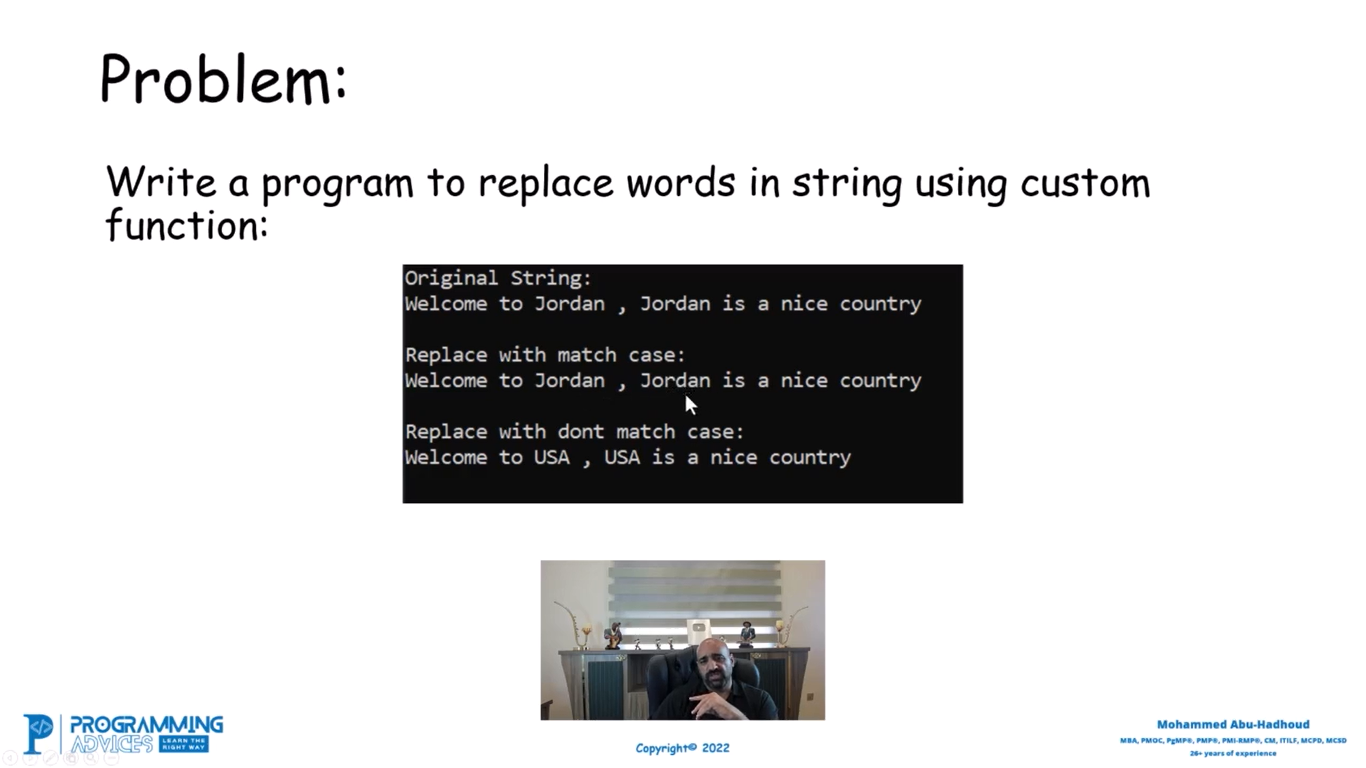 Problem:
Write a program to replace words in string using custom
function:
Original String:
Welcome to Jordan , Jordan is a nice country
Replace with match case:
Welcome to Jordan , Jordan is a nice country
Replace with dont match case:
Welcome to USA , USA is a nice country
PROGRAMMING
ADVICES LEARN THE
RIGHT WAY
Copyright© 2022
Mohammed Abu-Hadhoud
MBA, PMOC, PgMP®, PMP®, PMI-RMP®, CM, ITILF, MCPD, MCSD
26+ years of experience